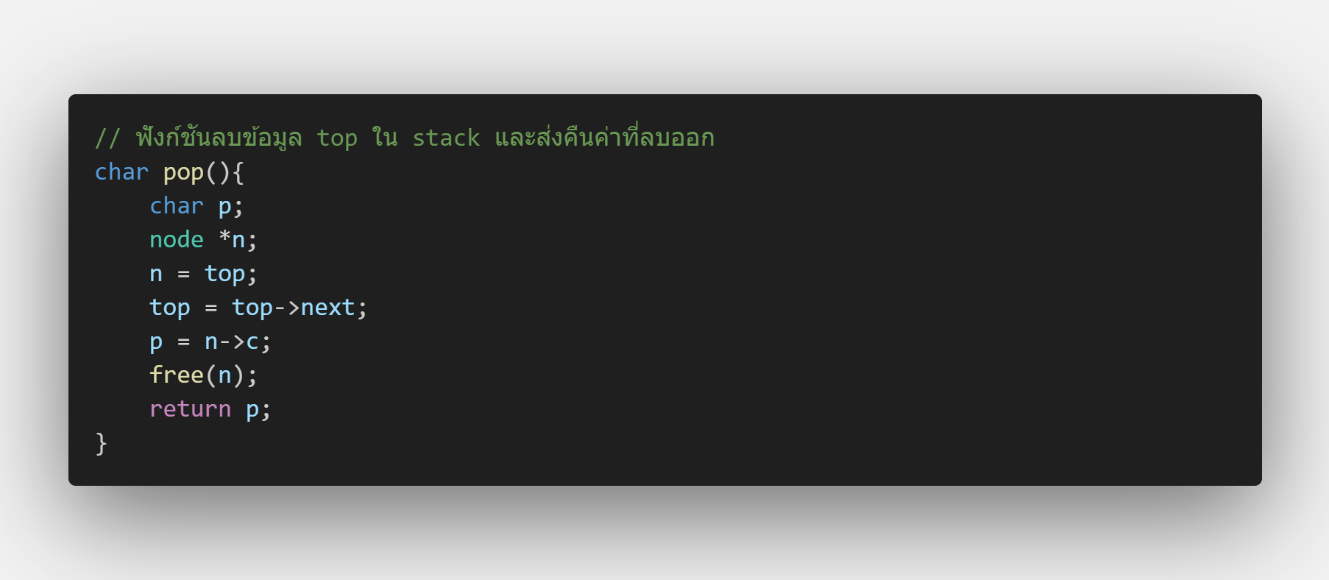 // ฟังก์ชันลบข้อมูล top ใน stack และส่งคืนค่าที่ลบออก
char pop(){
    char p;
    node *n;
    n = top;
    top = top->next;
    p = n->c;
    free(n);
    return p;
}